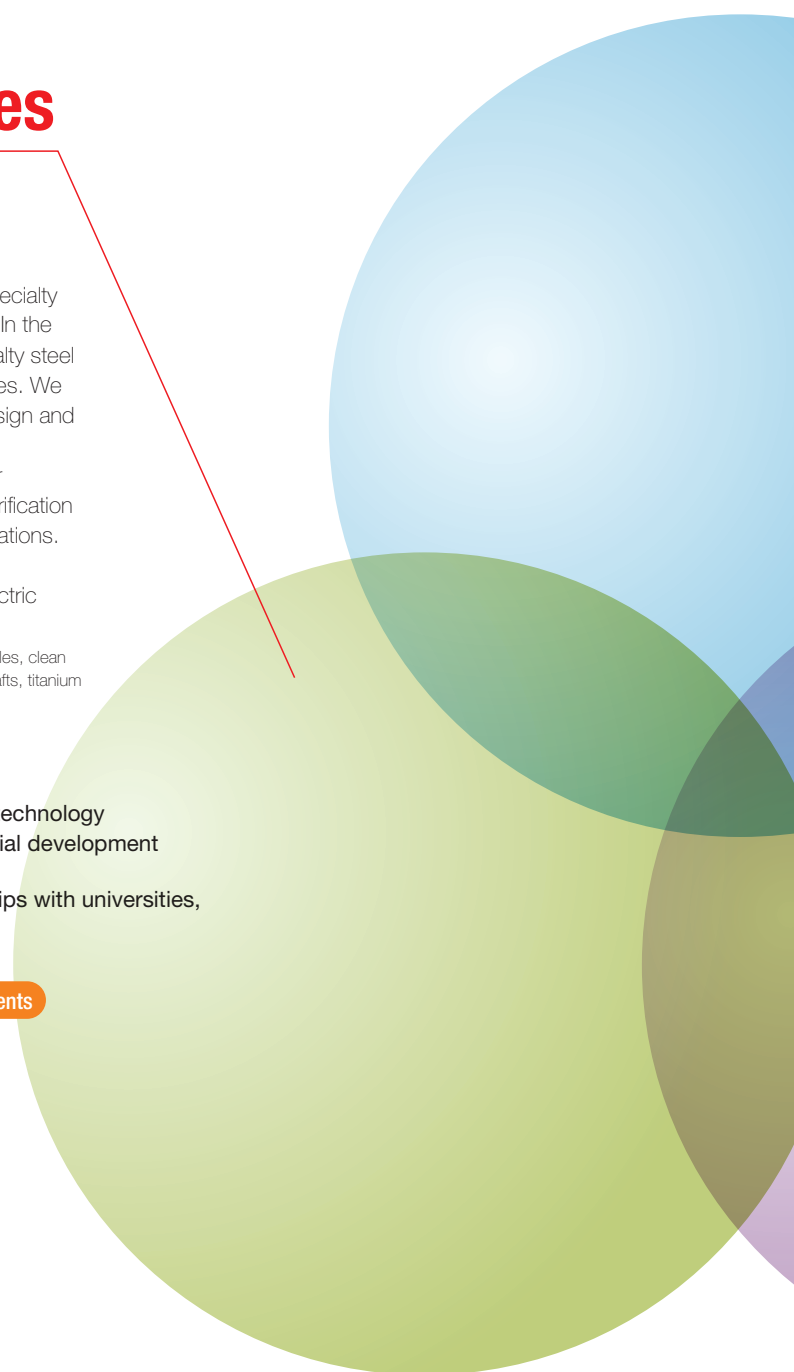 es
ecialty
In the
alty steel
es. We
sign and
r
rification
ations.
ctric
les, clean
afts, titanium
echnology
ial development
ips with universities,
ents